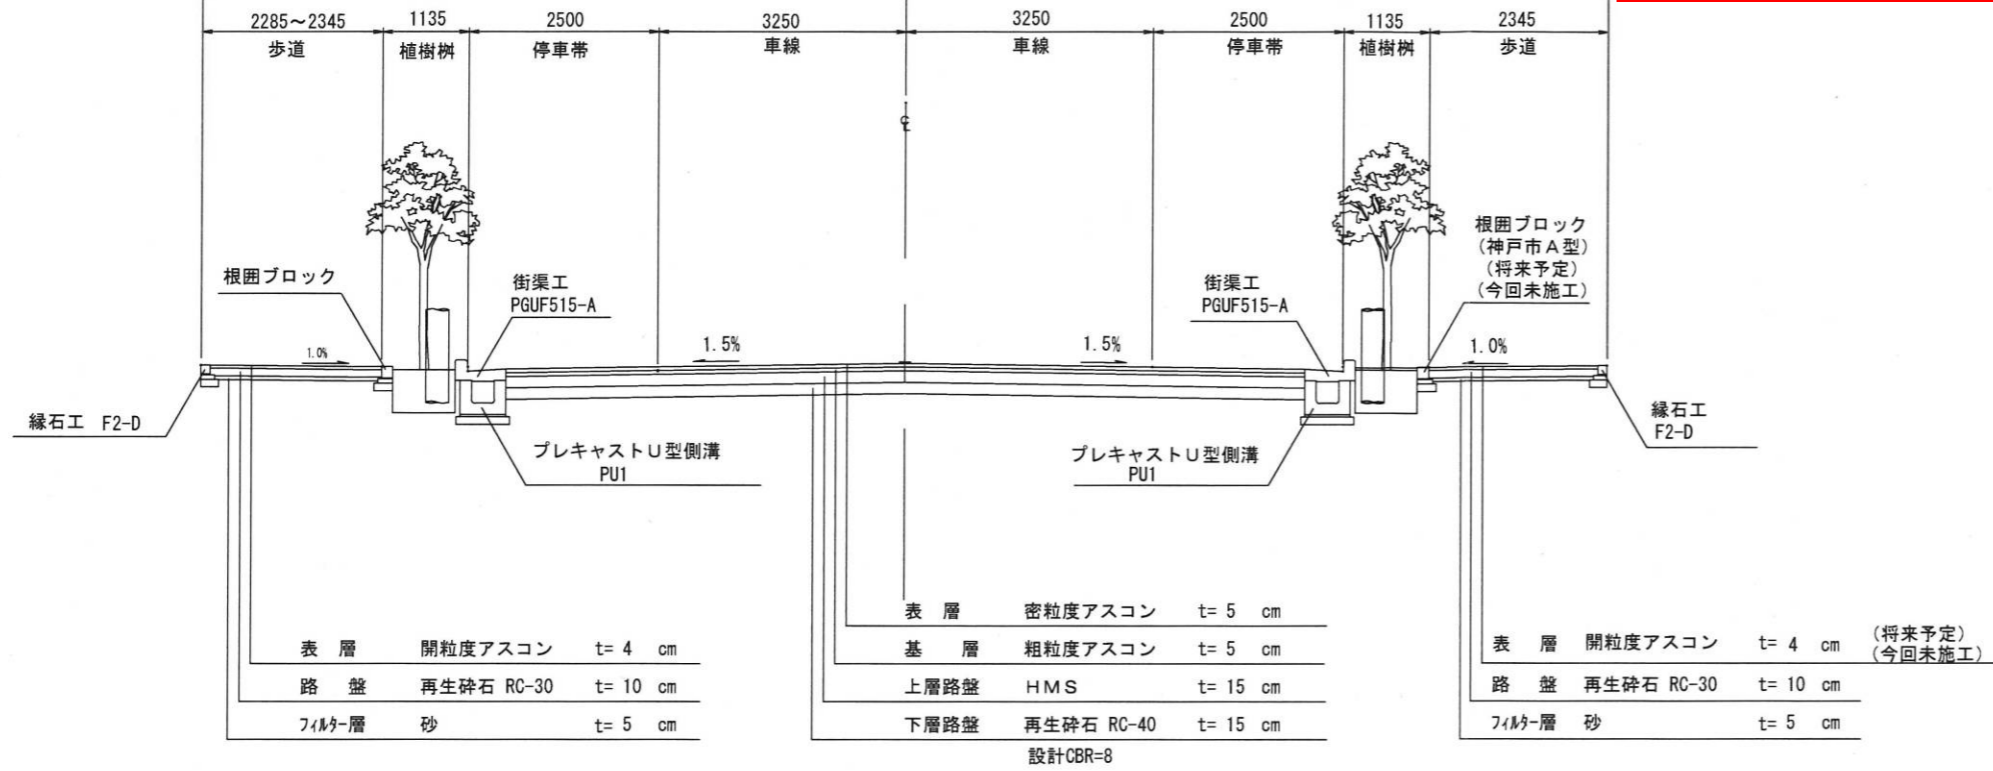 2285～2345 1135 2500 3250 3250 2500 1135 2345
歩道 植樹桝 停車帯 車線 車線 停車帯 植樹桝 歩道
℄
根囲ブロック
街渠工
PGUF515-A
街渠工
PGUF515-A
根囲ブロック
(神戸市A型)
(将来予定)
(今回未施工)
1.0%
1.5%
1.5%
1.0%
縁石工 F2-D
プレキャストU型側溝
PU1
プレキャストU型側溝
PU1
縁石工
F2-D
表 層 開粒度アスコン t= 4 cm
路 盤 再生砕石 RC-30 t= 10 cm
フィルター層 砂 t= 5 cm
表 層 密粒度アスコン t= 5 cm
基 層 粗粒度アスコン t= 5 cm
上層路盤 HMS t= 15 cm
下層路盤 再生砕石 RC-40 t= 15 cm
設計CBR=8
表 層 開粒度アスコン t= 4 cm (将来予定)
(今回未施工)
路 盤 再生砕石 RC-30 t= 10 cm
フィルター層 砂 t= 5 cm